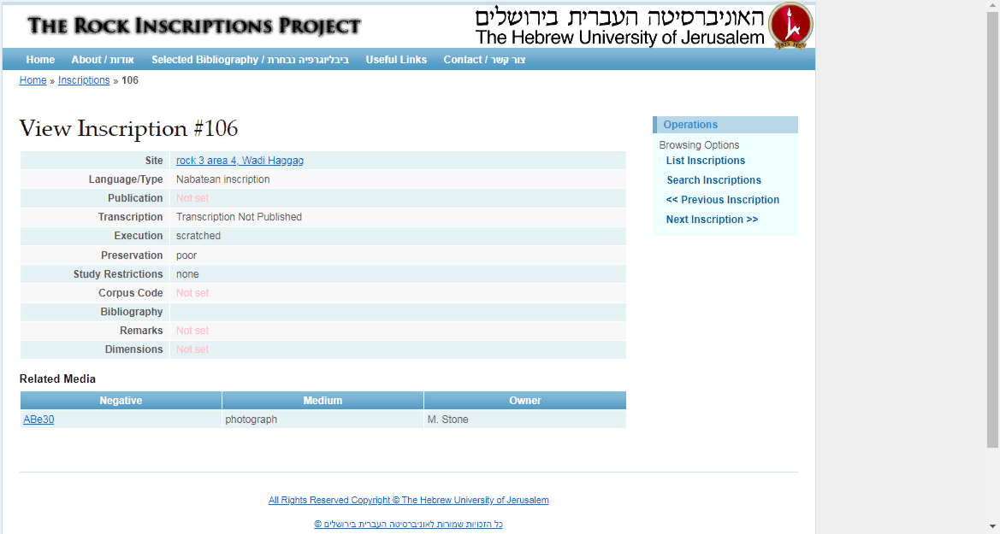 THE ROCK INSCRIPTIONS PROJECT
האוניברסיטה העברית בירושלים
The Hebrew University of Jerusalem
Home About / אודות Selected Bibliography / ביבליוגרפיה נבחרת Useful Links Contact / צור קשר
Home » Inscriptions » 106
View Inscription #106
Site rock 3 area 4, Wadi Haggag
Language/Type Nabatean inscription
Publication Not set
Transcription Transcription Not Published
Execution scratched
Preservation poor
Study Restrictions none
Corpus Code Not set
Bibliography
Remarks Not set
Dimensions Not set
Operations
Browsing Options
List Inscriptions
Search Inscriptions
<< Previous Inscription
Next Inscription >>
Related Media
Negative Medium Owner
ABe30 photograph M. Stone
All Rights Reserved Copyright © The Hebrew University of Jerusalem
כל הזכויות שמורות לאוניברסיטה העברית בירושלים ©